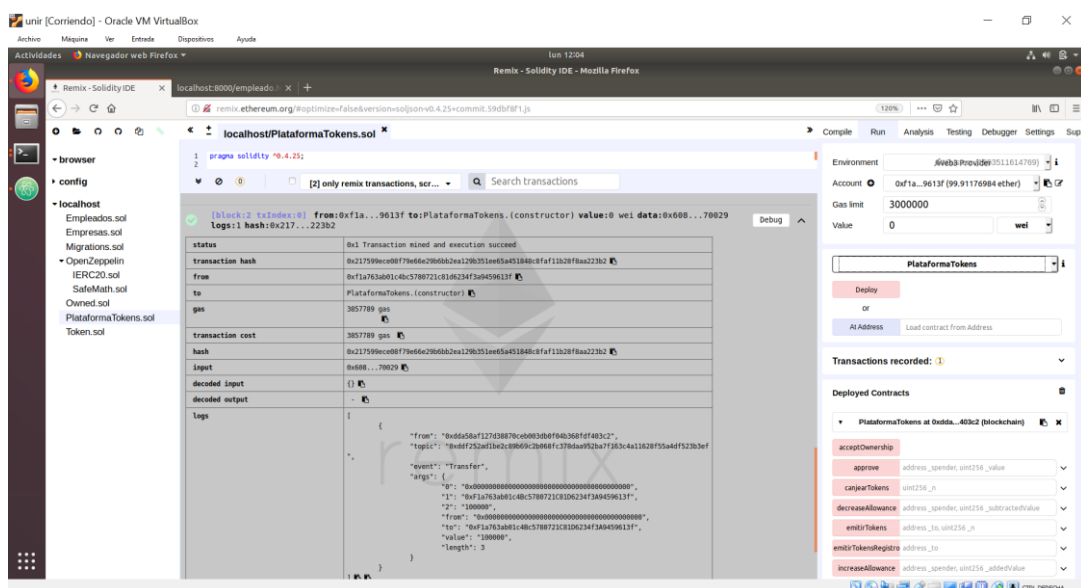 unir [Corriendo] - Oracle VM VirtualBox
Archivo Máquina Ver Entrada Dispositivos Ayuda
Actividades Navegador web Firefox lun 12:04
Remix - Solidity IDE - Mozilla Firefox
Remix - Solidity IDE × localhost:8000/empleado. × +
remix.ethereum.org/#optimize=false&version=soljson-v0.4.25+commit.59dbf8f1.js 120%
localhost/PlataformaTokens.sol ×
Compile Run Analysis Testing Debugger Settings Sup
1 pragma solidity ^0.4.25;
2
browser
config
localhost
Empleados.sol
Empresas.sol
Migrations.sol
OpenZeppelin
IERC20.sol
SafeMath.sol
Owned.sol
PlataformaTokens.sol
Token.sol
0 [2] only remix transactions, scr... Search transactions
[block:2 txIndex:0] from:0xf1a...9613f to:PlataformaTokens.(constructor) value:0 wei data:0x608...70029
logs:1 hash:0x217...223b2
Debug
status 0x1 Transaction mined and execution succeed
transaction hash 0x217599ece08f79e66e29b6bb2ea129b351ee65a451848c8faf11b28f8aa223b2
from 0xf1a763ab01c4bc5780721c81d6234f3a9459613f
to PlataformaTokens.(constructor)
gas 3857789 gas
transaction cost 3857789 gas
hash 0x217599ece08f79e66e29b6bb2ea129b351ee65a451848c8faf11b28f8aa223b2
input 0x608...70029
decoded input {}
decoded output -
logs [
{
"from": "0xdda58af127d38870ceb003db0f04b368fdf403c2",
"topic": "0xddf252ad1be2c89b69c2b068fc378daa952ba7f163c4a11628f55a4df523b3ef
",
"event": "Transfer",
"args": {
"0": "0x0000000000000000000000000000000000000000",
"1": "0xF1a763ab01c4Bc5780721C81D6234f3A9459613f",
"2": "100000",
"from": "0x0000000000000000000000000000000000000000",
"to": "0xF1a763ab01c4Bc5780721C81D6234f3A9459613f",
"value": "100000",
"length": 3
}
}
]
remix
Environment
Account 0xf1a...9613f (99.91176984 ether)
Gas limit 3000000
Value 0 wei
PlataformaTokens
Deploy
or
At Address Load contract from Address
Transactions recorded: 1
Deployed Contracts
PlataformaTokens at 0xdda...403c2 (blockchain)
acceptOwnership
approve address _spender, uint256 _value
canjearTokens uint256 _n
decreaseAllowance address _spender, uint256 _subtractedValue
emitirTokens address _to, uint256 _n
emitirTokensRegistro address _to
increaseAllowance address _spender, uint256 _addedValue
CTRL DERECHA